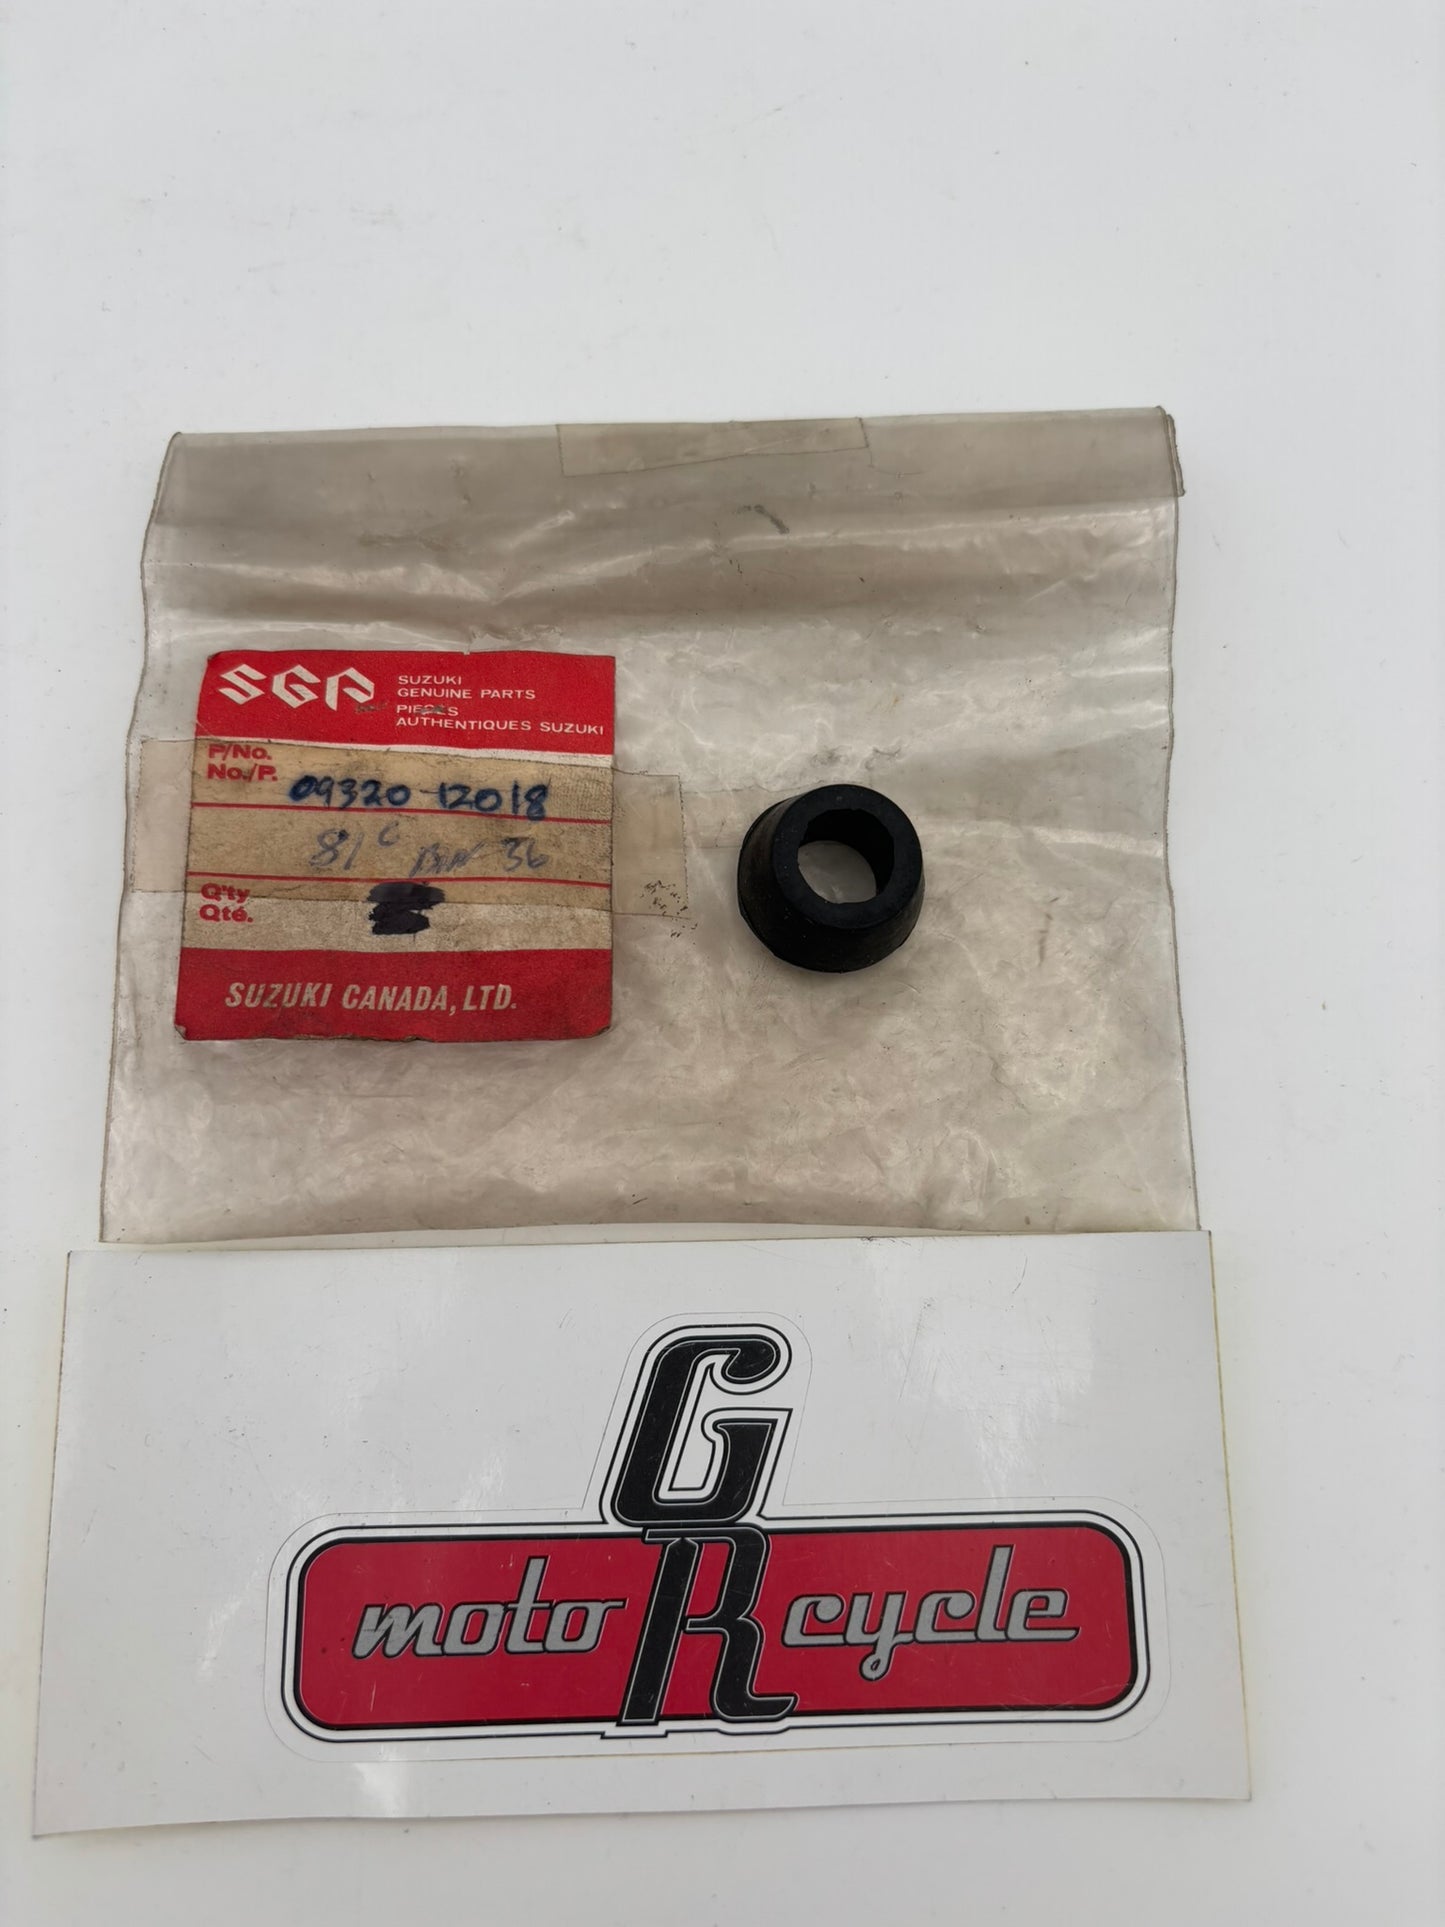 SGP
SUZUKI
GENUINE PARTS
PIECES
AUTHENTIQUES SUZUKI
P/No.
No./P.
09320-12018
81¢
36
Q'ty
Qté.
SUZUKI CANADA, LTD.
GR
moto cycle